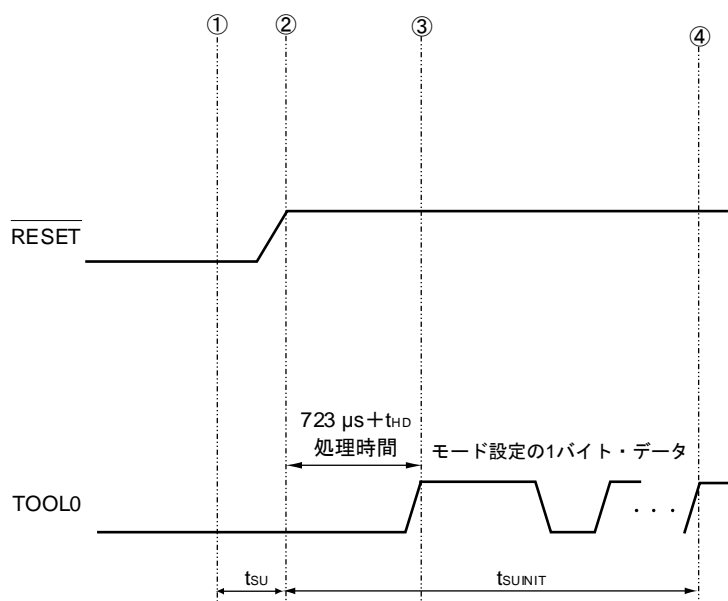 ① ② ③ ④
RESET
723 µs＋tHD
処理時間
モード設定の1バイト・データ
TOOL0
・・・
tSU
tSUINIT